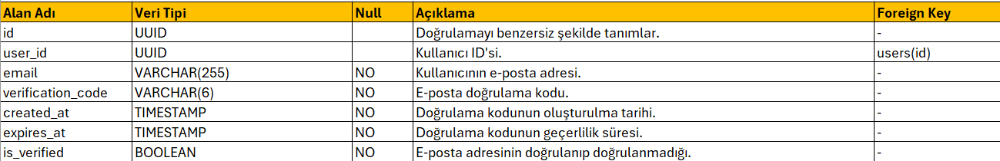 Alan Adı Veri Tipi Null Açıklama Foreign Key
id UUID Doğrulamayı benzersiz şekilde tanımlar. -
user_id UUID Kullanıcı ID'si. users(id)
email VARCHAR(255) NO Kullanıcının e-posta adresi. -
verification_code VARCHAR(6) NO E-posta doğrulama kodu. -
created_at TIMESTAMP NO Doğrulama kodunun oluşturulma tarihi. -
expires_at TIMESTAMP NO Doğrulama kodunun geçerlilik süresi. -
is_verified BOOLEAN NO E-posta adresinin doğrulanıp doğrulanmadığı. -